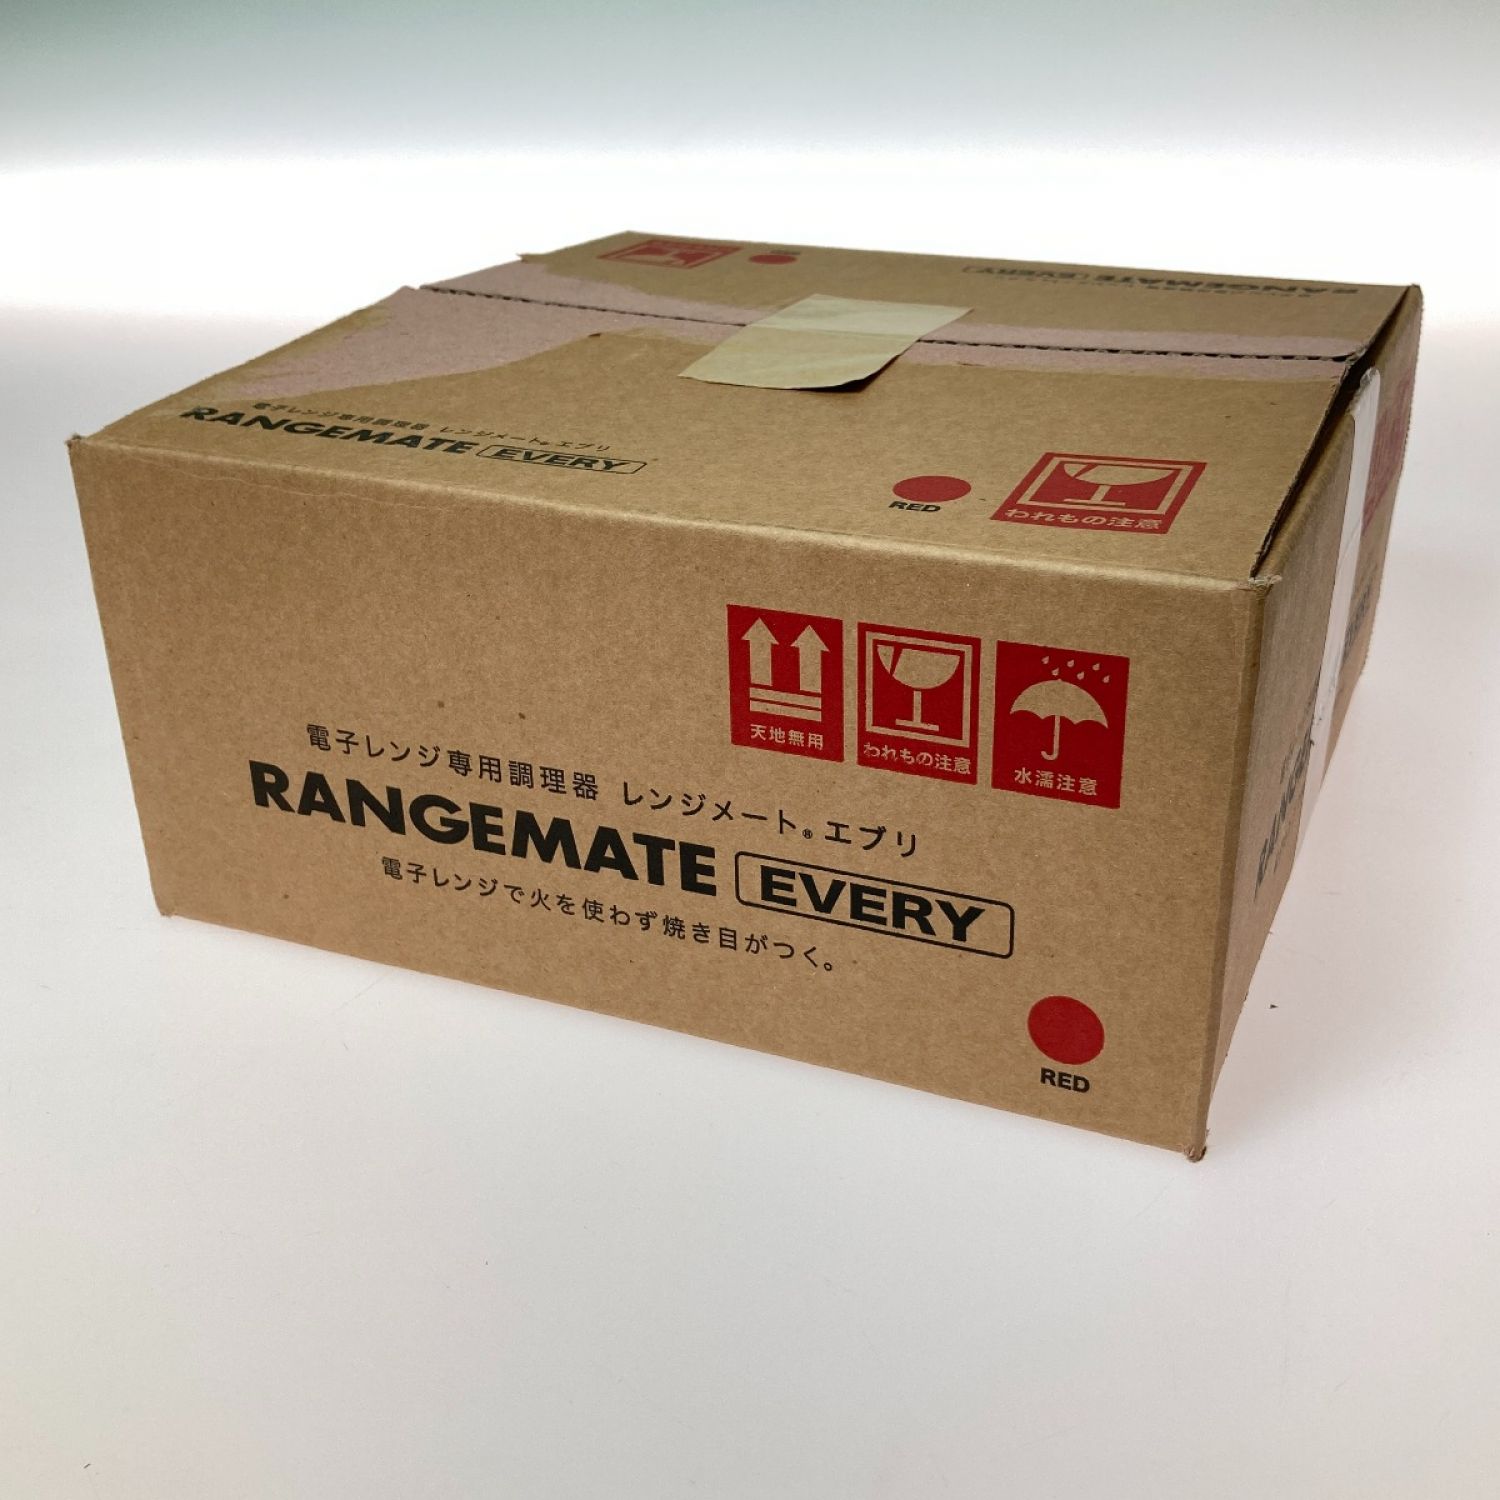 RANGEMATE EVERY
電子レンジ専用調理器 レンジメート® エブリ
RANGEMATE EVERY
RED
われもの注意
天地無用
われもの注意
水濡注意
電子レンジ専用調理器 レンジメート® エブリ
RANGEMATE EVERY
電子レンジで火を使わず焼き目がつく。
RED